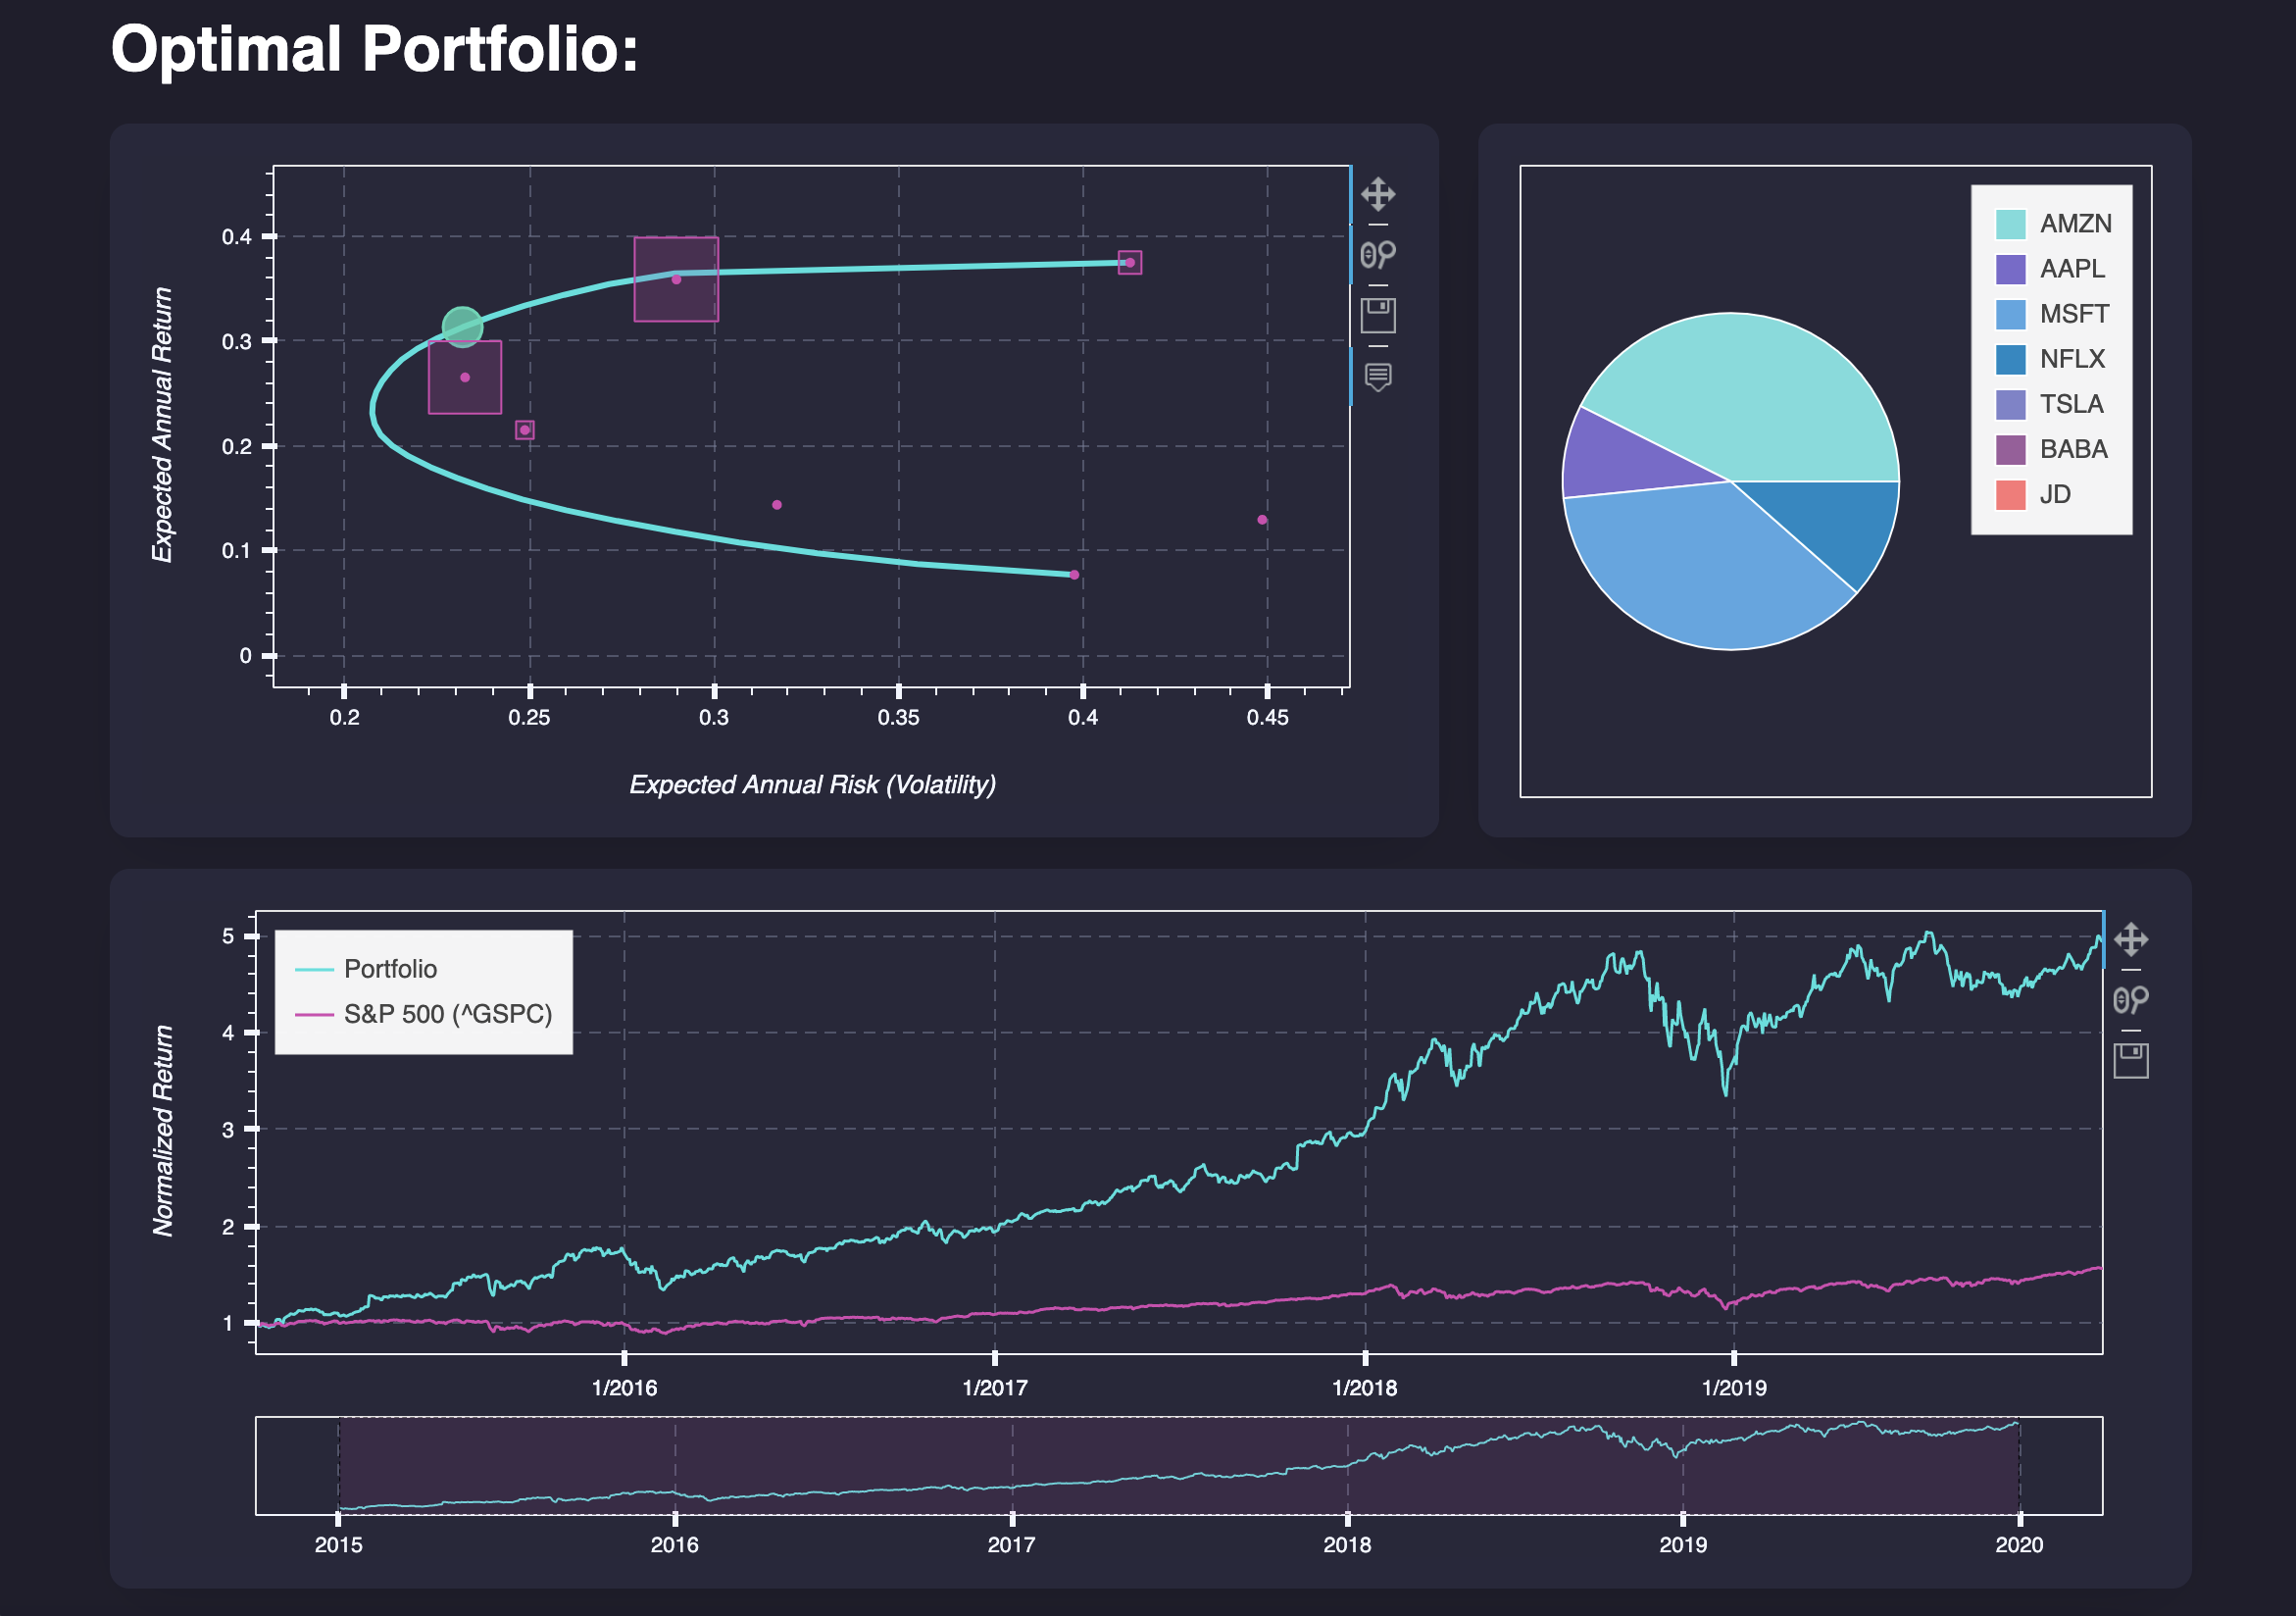 Optimal Portfolio:
Expected Annual Return
0.4
0.3
0.2
0.1
0
0.2 0.25 0.3 0.35 0.4 0.45
Expected Annual Risk (Volatility)
AMZN
AAPL
MSFT
NFLX
TSLA
BABA
JD
Normalized Return
5
4
3
2
1
Portfolio
S&P 500 (^GSPC)
1/2016 1/2017 1/2018 1/2019
2015 2016 2017 2018 2019 2020